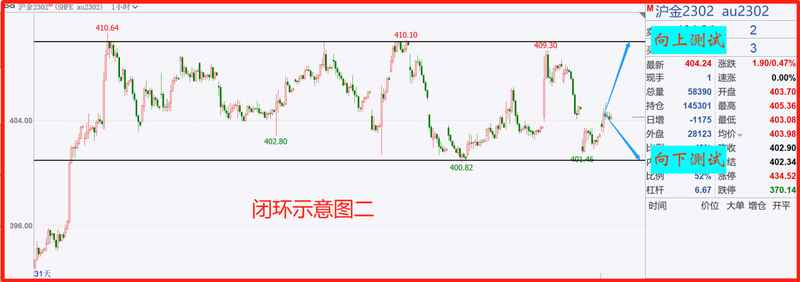 沪金2302 (SHFE au2302) 1小时
410.64
410.10
409.30
404.00
402.80
400.82
401.46
396.00
31天
闭环示意图二
M 沪金2302 au2302
向上测试 2
3
最新 404.24 涨跌 1.90/0.47%
现手 1 速涨 0.00%
总量 58390 开盘 403.70
持仓 145301 最高 405.36
日增 -1175 最低 403.08
外盘 28123 均价 403.98
向下测试 收 402.90
结 402.34
比例 52% 涨停 434.52
杠杆 6.67 跌停 370.14
时间 价位 大单 增仓 开平